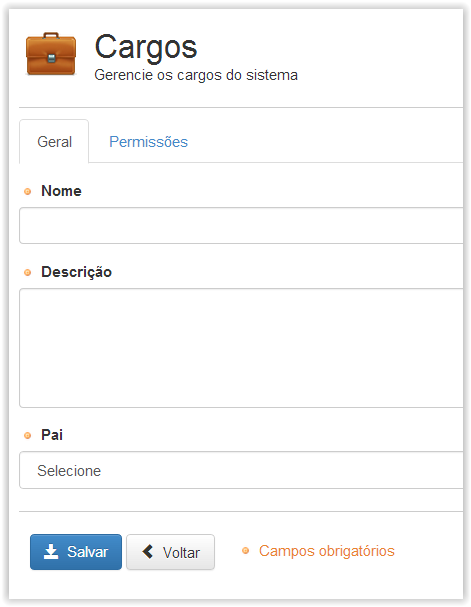 Cargos
Gerencie os cargos do sistema
Geral Permissões
Nome
Descrição
Pai
Selecione
Salvar Voltar Campos obrigatórios